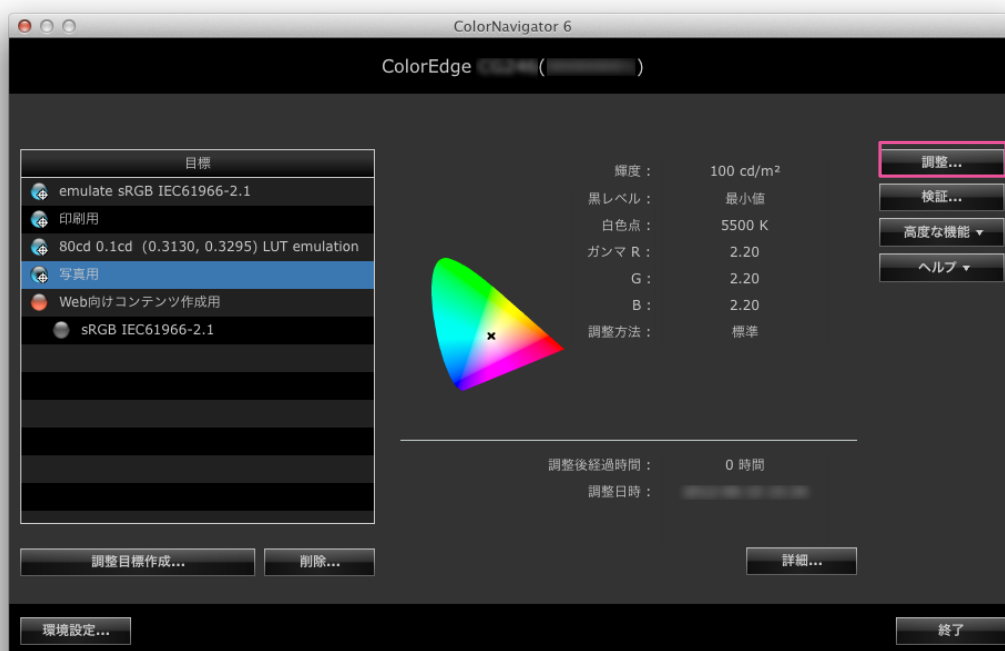 ColorNavigator 6
ColorEdge ( )
目標
emulate sRGB IEC61966-2.1
印刷用
80cd 0.1cd (0.3130, 0.3295) LUT emulation
写真用
Web向けコンテンツ作成用
sRGB IEC61966-2.1
調整目標作成...
削除...
輝度 : 100 cd/m²
黒レベル : 最小値
白色点 : 5500 K
ガンマ R : 2.20
G : 2.20
B : 2.20
調整方法 : 標準
調整後経過時間 : 0 時間
調整日時 :
詳細...
調整...
検証...
高度な機能 ▼
ヘルプ ▼
環境設定...
終了